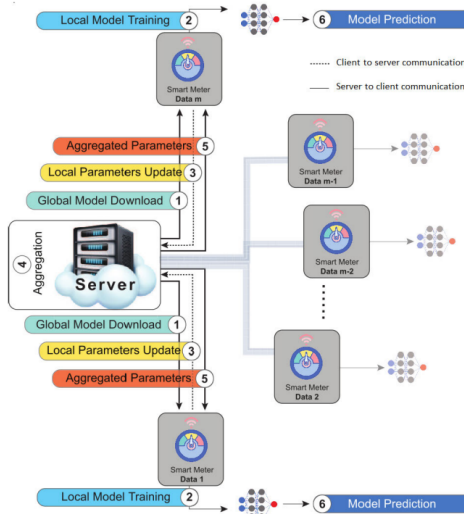 Local Model Training 2
6 Model Prediction
Client to server communication
Server to client communication
Smart Meter
Data m
Aggregated Parameters 5
Local Parameters Update 3
Global Model Download 1
Smart Meter
Data m-1
4 Aggregation
Server
Smart Meter
Data m-2
Global Model Download 1
Local Parameters Update 3
Aggregated Parameters 5
Smart Meter
Data 2
Smart Meter
Data 1
Local Model Training 2
6 Model Prediction